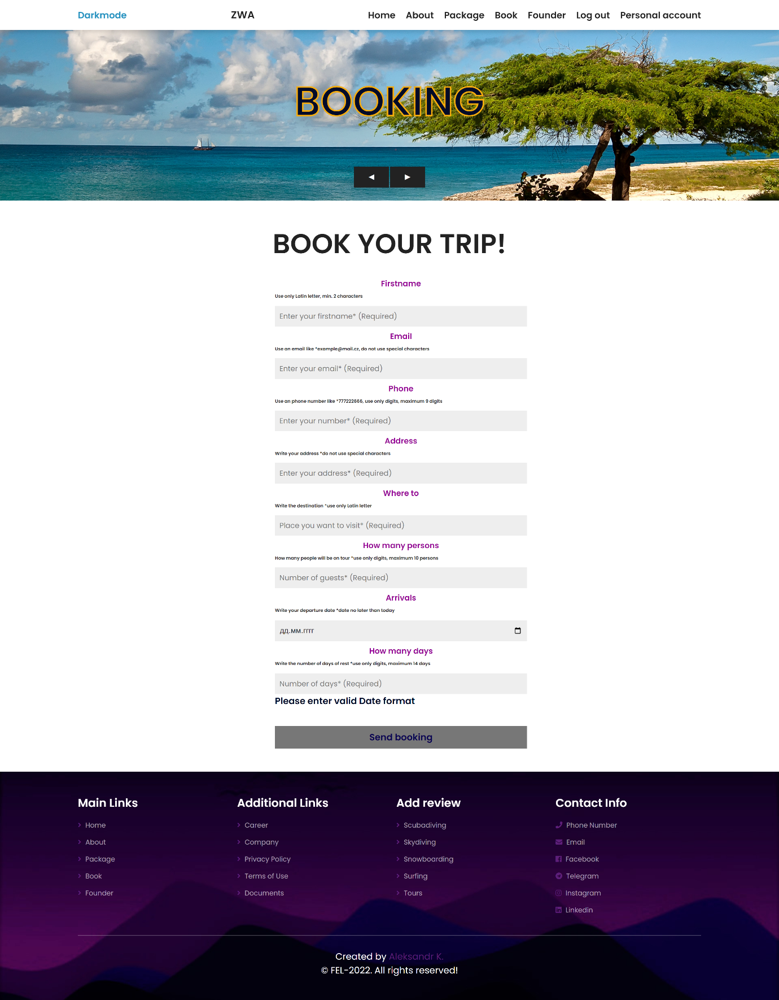 Darkmode ZWA Home About Package Book Founder Log out Personal account
BOOKING
BOOK YOUR TRIP!
Firstname
Use only Latin letter, min. 2 characters
Enter your firstname* (Required)
Email
Use an email like *example@mail.cz, do not use special characters
Enter your email* (Required)
Phone
Use an phone number like *777222666, use only digits, maximum 9 digits
Enter your number* (Required)
Address
Write your address *do not use special characters
Enter your address* (Required)
Where to
Write the destination *use only Latin letter
Place you want to visit* (Required)
How many persons
How many people will be on tour *use only digits, maximum 10 persons
Number of guests* (Required)
Arrivals
Write your departure date *date no later than today
дд.мм.гггг
How many days
Write the number of days of rest *use only digits, maximum 14 days
Number of days* (Required)
Please enter valid Date format
Send booking
Main Links Additional Links Add review Contact Info
Home Career Scubadiving Phone Number
About Company Skydiving Email
Package Privacy Policy Snowboarding Facebook
Book Terms of Use Surfing Telegram
Founder Documents Tours Instagram
Linkedin
Created by Aleksandr K.
© FEL-2022. All rights reserved!